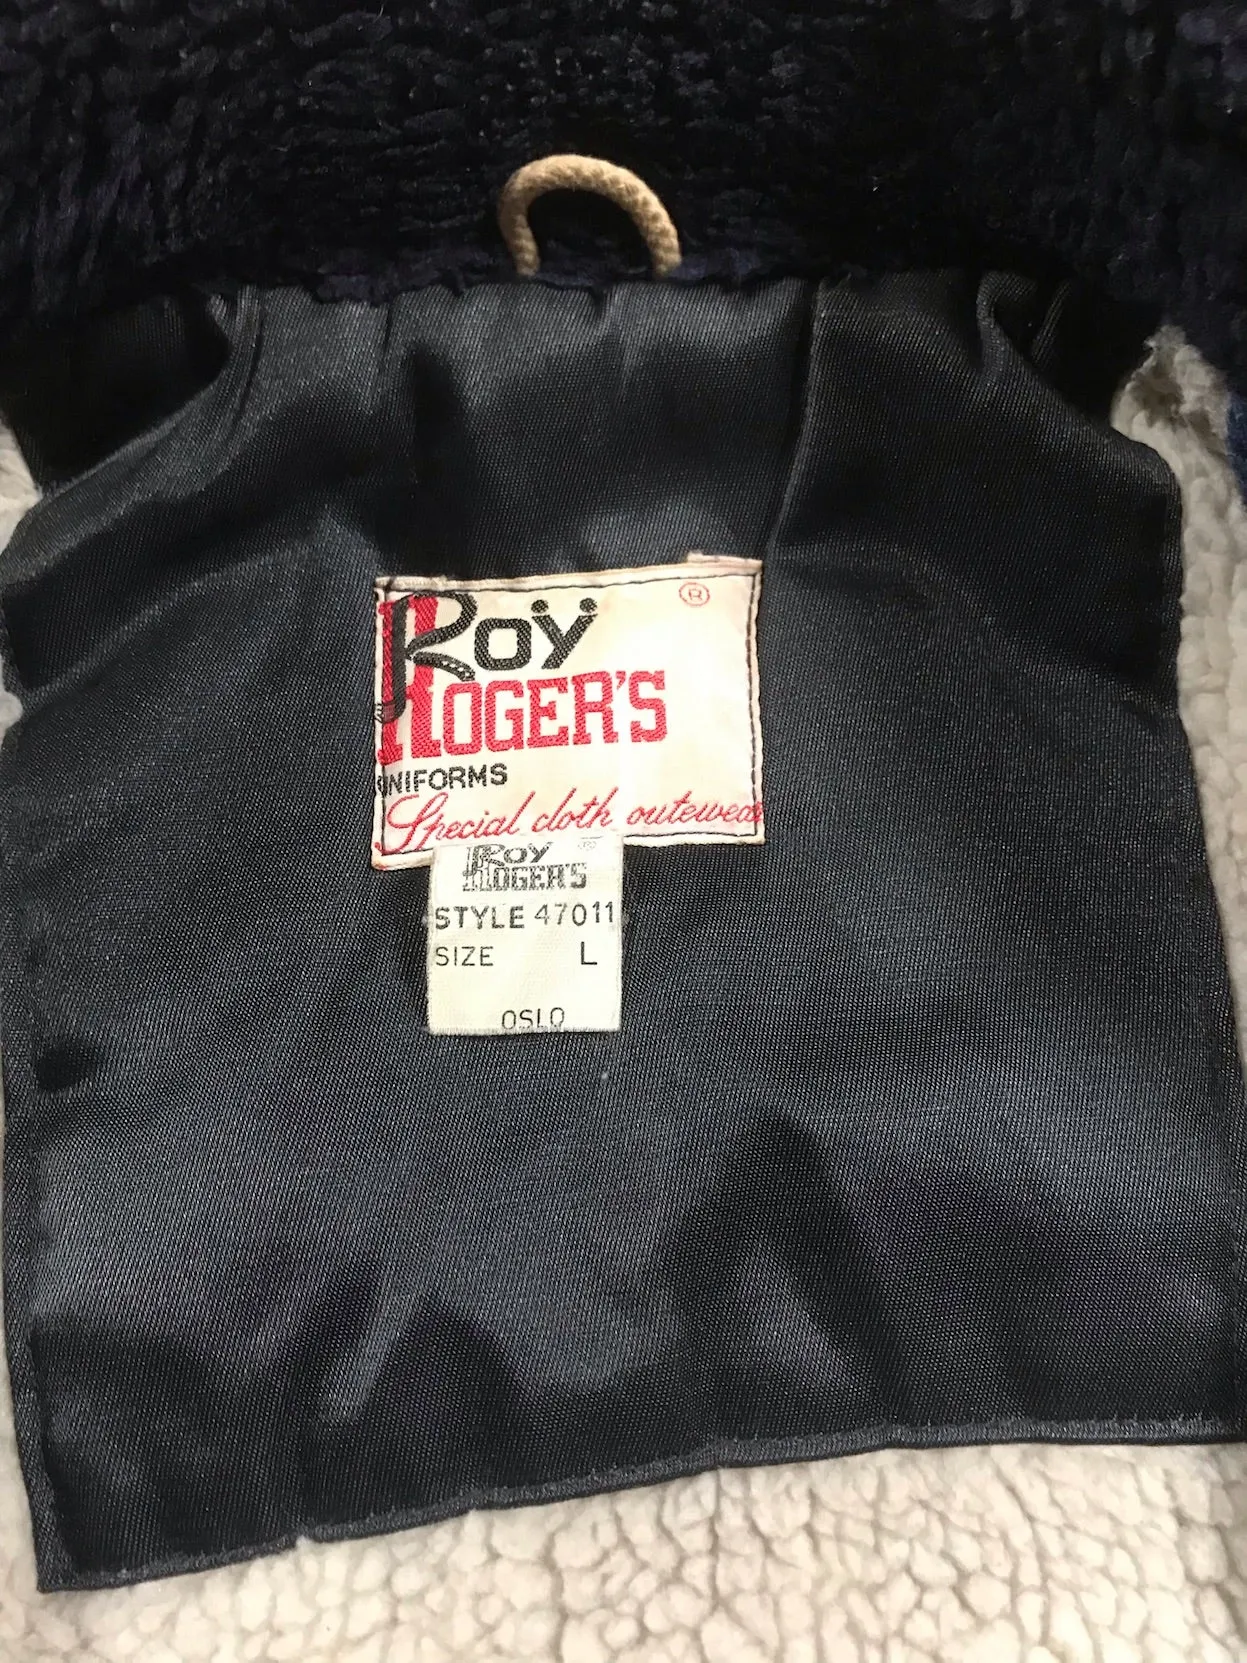 Roy ®
ROGER'S
UNIFORMS
Special cloth outewear
Roy ®
ROGER'S
STYLE 47011
SIZE L
OSLO